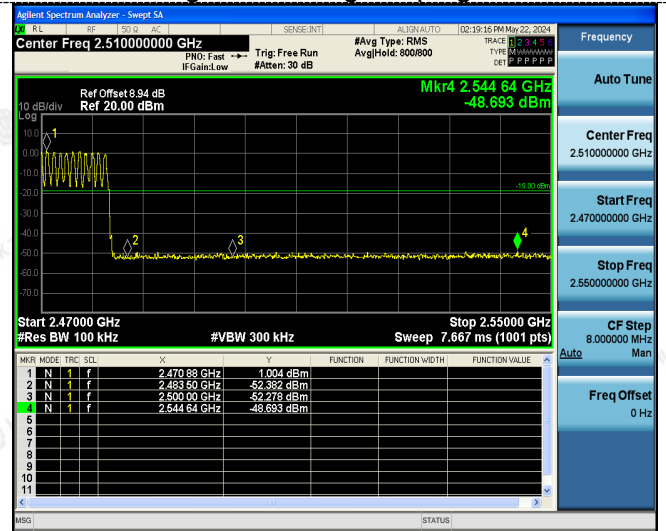 Agilent Spectrum Analyzer - Swept SA
LXI RL RF 50 Ω AC SENSE:INT ALIGN AUTO 02:19:16 PM May 22, 2024
Center Freq 2.510000000 GHz
PNO: Fast
IFGain:Low
Trig: Free Run
#Atten: 30 dB
#Avg Type: RMS
Avg|Hold: 800/800
TRACE 1 2 3 4 5 6
TYPE M WWWWW
DET P P P P P P
Ref Offset 8.94 dB
Ref 20.00 dBm
10 dB/div
Log
Mkr4 2.544 64 GHz
-48.693 dBm
10.0
0.00
-10.0
-20.0
-30.0
-40.0
-50.0
-60.0
-70.0
1
2
3
4
-19.00 dBm
Start 2.47000 GHz
Stop 2.55000 GHz
#Res BW 100 kHz
#VBW 300 kHz
Sweep 7.667 ms (1001 pts)
MKR MODE TRC SCL X Y FUNCTION FUNCTION WIDTH FUNCTION VALUE
1 N 1 f 2.470 88 GHz 1.004 dBm
2 N 1 f 2.483 50 GHz -52.382 dBm
3 N 1 f 2.500 00 GHz -52.278 dBm
4 N 1 f 2.544 64 GHz -48.693 dBm
5
6
7
8
9
10
11
MSG
STATUS
Frequency
Auto Tune
Center Freq
2.510000000 GHz
Start Freq
2.470000000 GHz
Stop Freq
2.550000000 GHz
CF Step
8.000000 MHz
Auto Man
Freq Offset
0 Hz